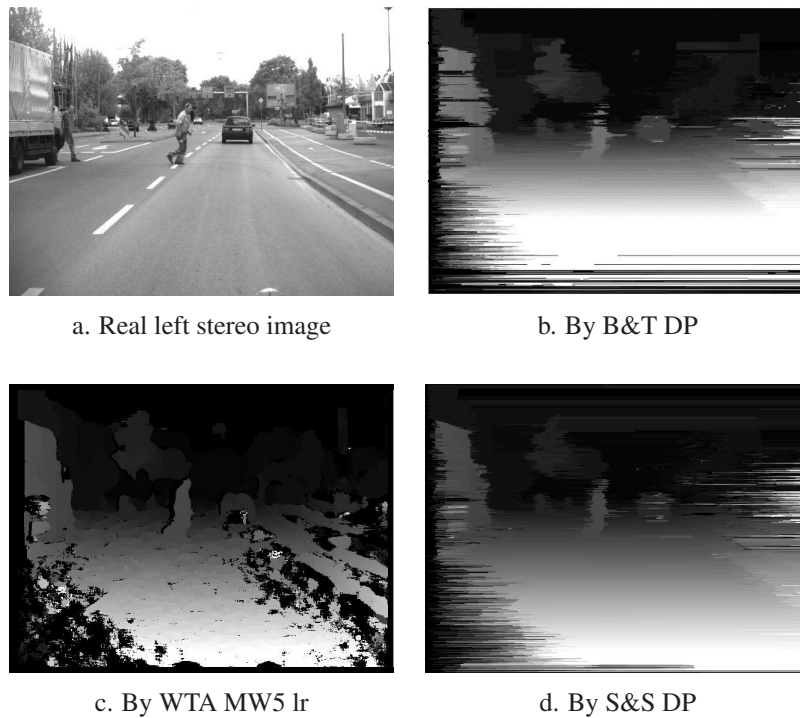 a. Real left stereo image
b. By B&T DP
c. By WTA MW5 lr
d. By S&S DP